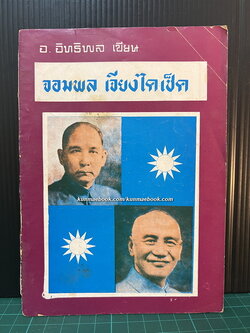 อ. อิทธิพล เขียน
จอมพล เจียงไคเช็ค
kunmaebook.com/kunmaebook.com